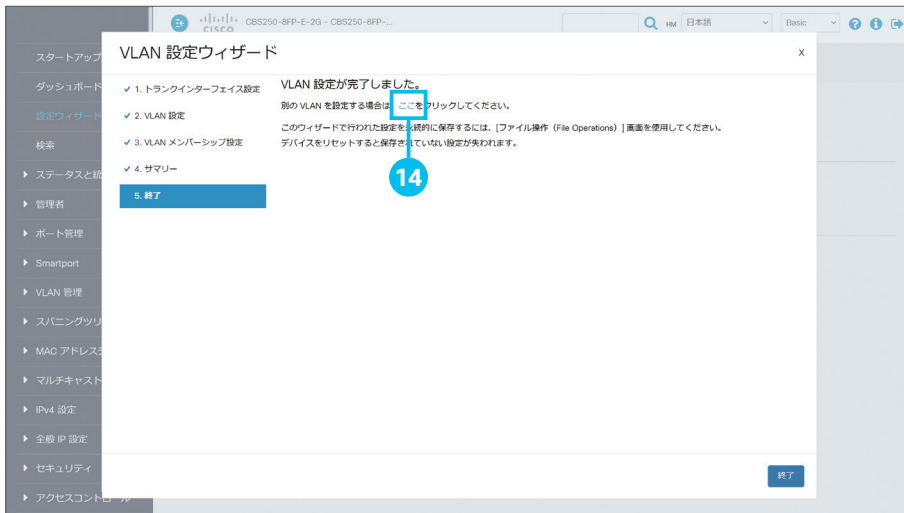 CBS250-8FP-E-2G - CBS250-8FP-...
CISCO
HM
日本語
Basic
スタートアップ
ダッシュボード
設定ウィザード
検索
ステータスと統
管理者
ポート管理
Smartport
VLAN 管理
スパニングツリ
MAC アドレス
マルチキャスト
IPv4 設定
全般 IP 設定
セキュリティ
アクセスコントロール
VLAN 設定ウィザード
X
✔ 1. トランクインターフェイス設定
✔ 2. VLAN 設定
✔ 3. VLAN メンバーシップ設定
✔ 4. サマリー
5. 終了
VLAN 設定が完了しました。
別の VLAN を設定する場合は、ここをクリックしてください。
このウィザードで行われた設定を永続的に保存するには、[ファイル操作（File Operations）] 画面を使用してください。
デバイスをリセットすると保存されていない設定が失われます。
14
終了